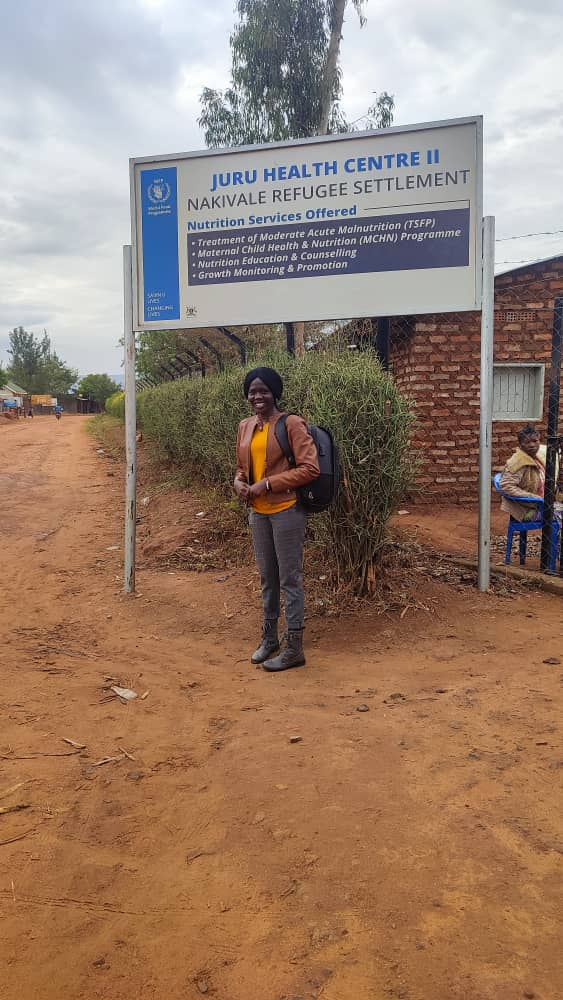 JURU HEALTH CENTRE II
NAKIVALE REFUGEE SETTLEMENT
Nutrition Services Offered
• Treatment of Moderate Acute Malnutrition (TSFP)
• Maternal Child Health & Nutrition (MCHN) Programme
• Nutrition Education & Counselling
• Growth Monitoring & Promotion
WFP
World Food
Programme
SAVING
LIVES
CHANGING
LIVES